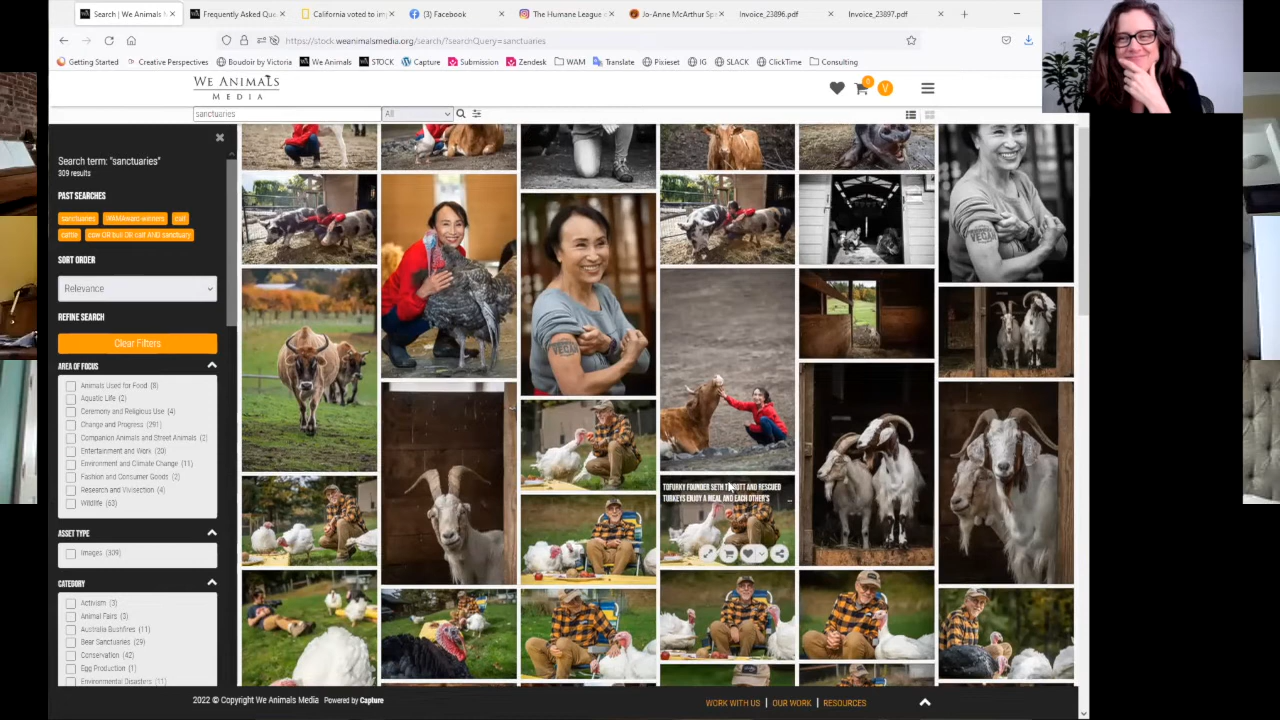 Search | We Animals M
Frequently Asked Que
California voted to im
(3) Facebook
The Humane League
Jo-Anne McArthur Sp
Invoice_23896.pdf
Invoice_23897.pdf
https://stock.weanimalsmedia.org/search/?searchQuery=sanctuaries
Getting Started
Creative Perspectives
Boudoir by Victoria
We Animals
STOCK
Capture
Submission
Zendesk
WAM
Translate
Pixieset
IG
SLACK
ClickTime
Consulting
WE ANIMALS
MEDIA
0
V
sanctuaries
All
Search term: "sanctuaries"
309 results
PAST SEARCHES
sanctuaries
WAMAward-winners
calf
cattle
cow OR bull OR calf AND sanctuary
SORT ORDER
Relevance
REFINE SEARCH
Clear Filters
AREA OF FOCUS
Animals Used for Food (8)
Aquatic Life (2)
Ceremony and Religious Use (4)
Change and Progress (291)
Companion Animals and Street Animals (2)
Entertainment and Work (20)
Environment and Climate Change (11)
Fashion and Consumer Goods (2)
Research and Vivisection (4)
Wildlife (63)
ASSET TYPE
Images (309)
CATEGORY
Activism (3)
Animal Fairs (3)
Australia Bushfires (11)
Bear Sanctuaries (29)
Conservation (42)
Egg Production (1)
Environmental Disasters (11)
VEGAN
VEGAN
TOFURKY FOUNDER SETH TIBOTT AND RESCUED
TURKEYS ENJOY A MEAL AND EACH OTHER'S ...
2022 © Copyright We Animals Media Powered by Capture
WORK WITH US | OUR WORK | RESOURCES